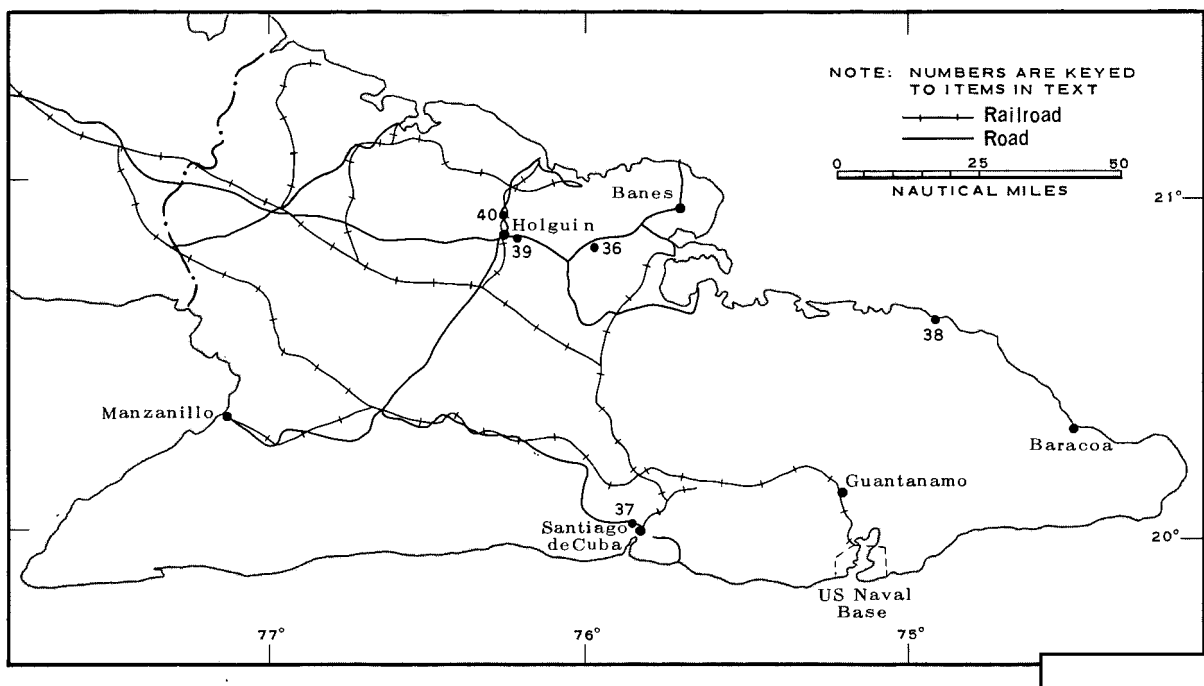 NOTE: NUMBERS ARE KEYED
TO ITEMS IN TEXT
Railroad
Road
0 25 50
NAUTICAL MILES
Banes
21°
40
Holguin
39
36
38
Manzanillo
Baracoa
Guantanamo
37
Santiago
deCuba
20°
US Naval
Base
77°
76°
75°